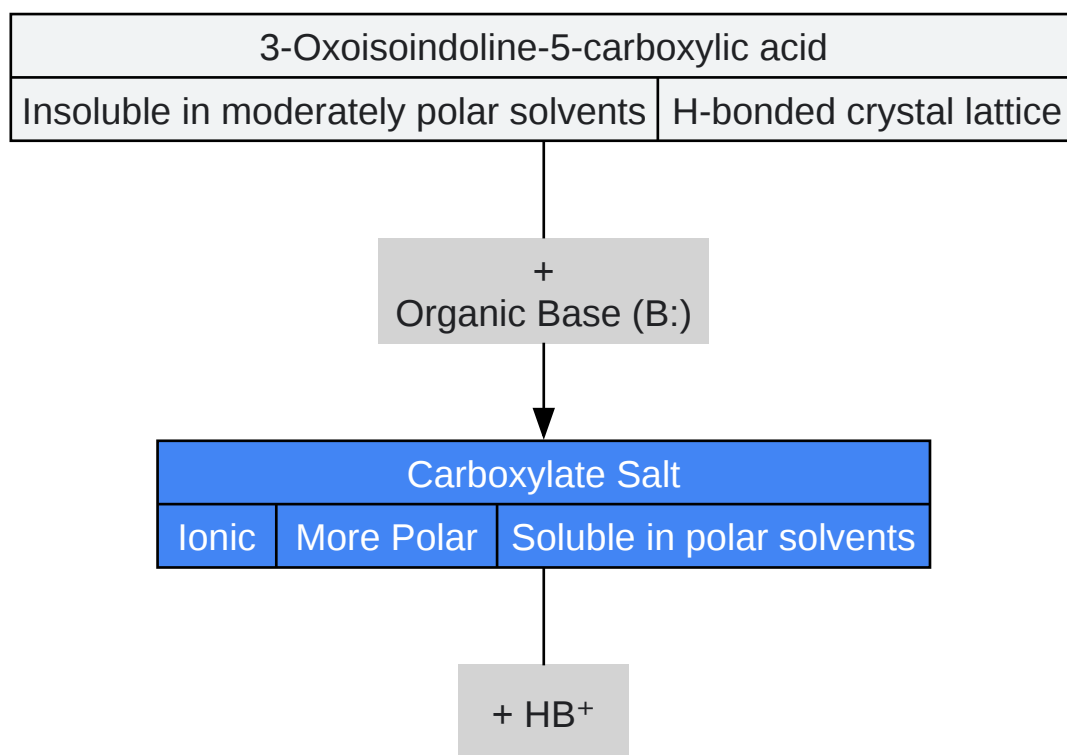 3-Oxoisoindoline-5-carboxylic acid
Insoluble in moderately polar solvents H-bonded crystal lattice
+
Organic Base (B:)
Carboxylate Salt
Ionic More Polar Soluble in polar solvents
+ HB⁺